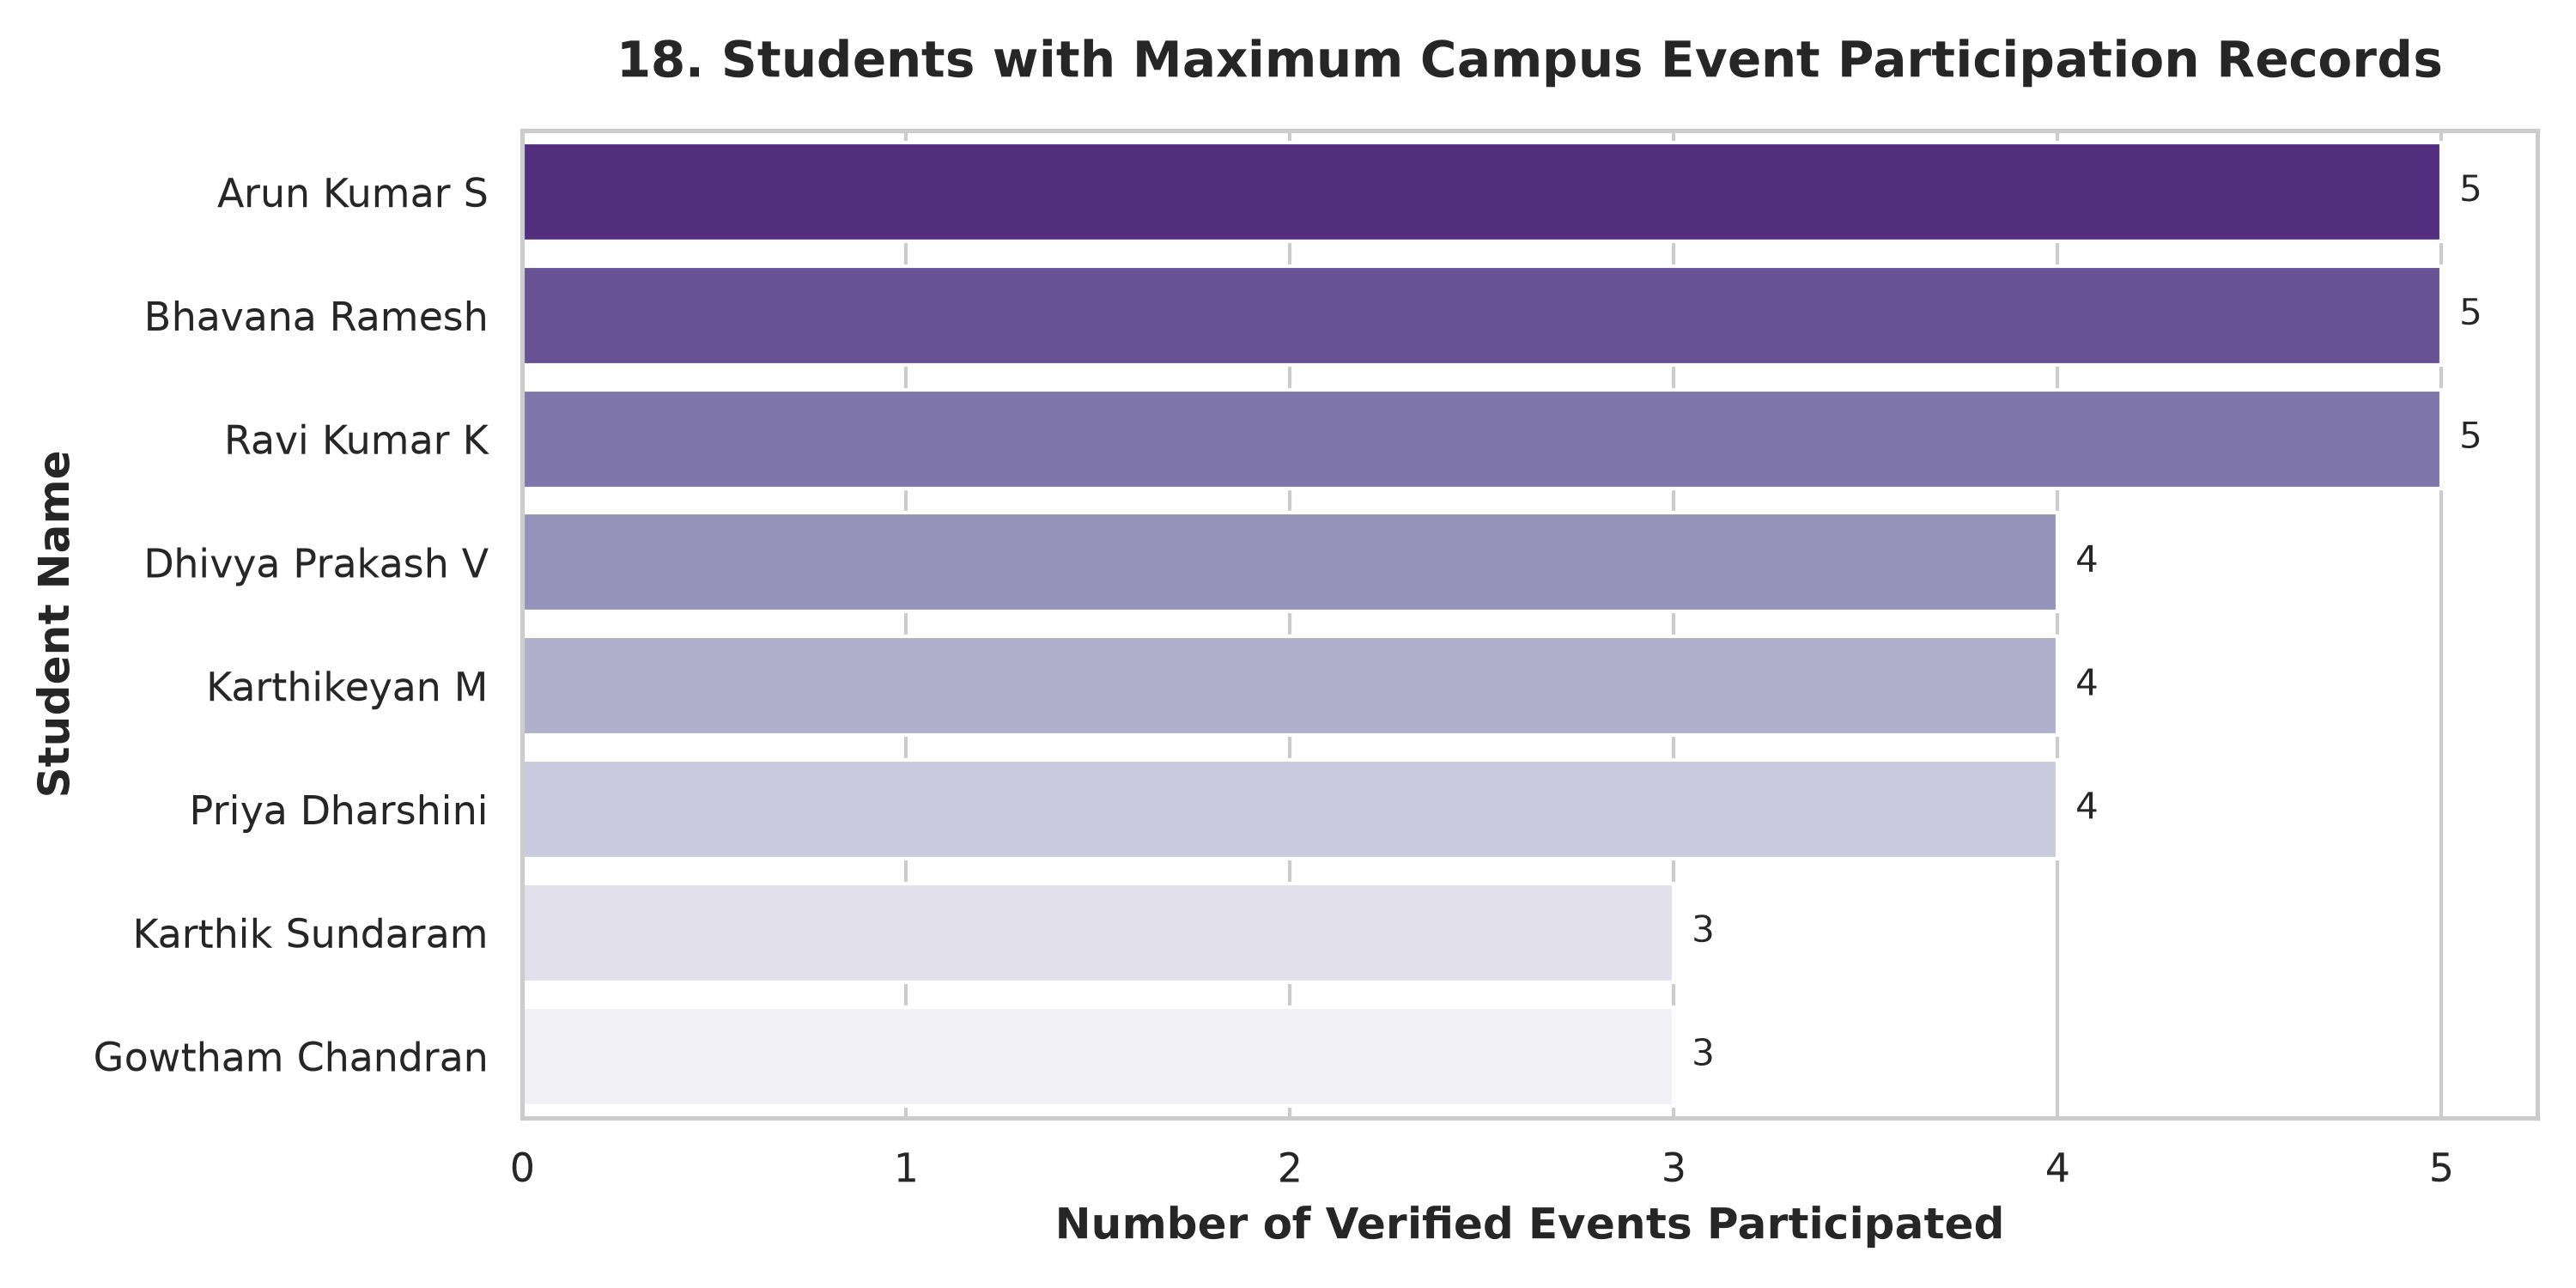 18. Students with Maximum Campus Event Participation Records
Student Name
Arun Kumar S
5
Bhavana Ramesh
5
Ravi Kumar K
5
Dhivya Prakash V
4
Karthikeyan M
4
Priya Dharshini
4
Karthik Sundaram
3
Gowtham Chandran
3
0 1 2 3 4 5
Number of Verified Events Participated